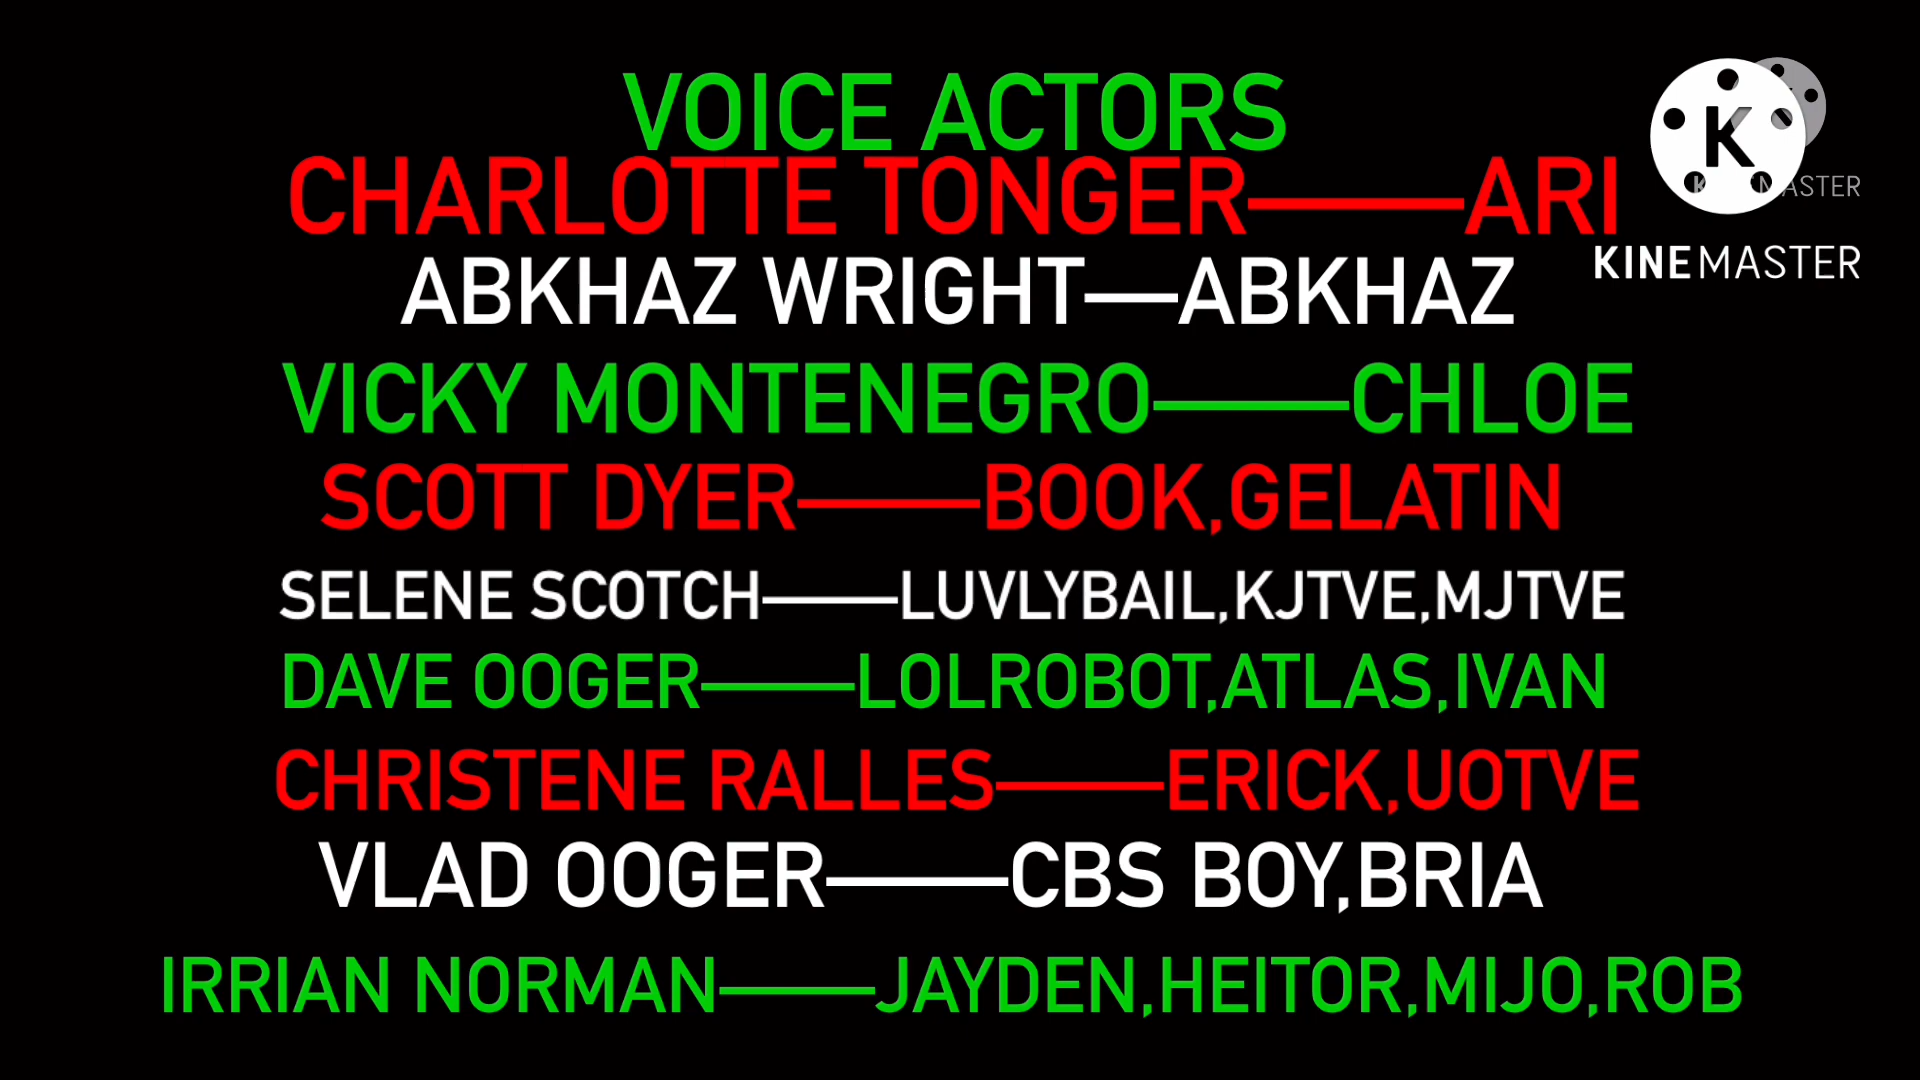 VOICE ACTORS
CHARLOTTE TONGER———ARI
ABKHAZ WRIGHT—ABKHAZ
VICKY MONTENEGRO———CHLOE
SCOTT DYER———BOOK,GELATIN
SELENE SCOTCH———LUVLYBAIL,KJTVE,MJTVE
DAVE OOGER———LOLROBOT,ATLAS,IVAN
CHRISTENE RALLES———ERICK,UOTVE
VLAD OOGER———CBS BOY,BRIA
IRRIAN NORMAN———JAYDEN,HEITOR,MIJO,ROB
K
KINEMASTER
KINEMASTER